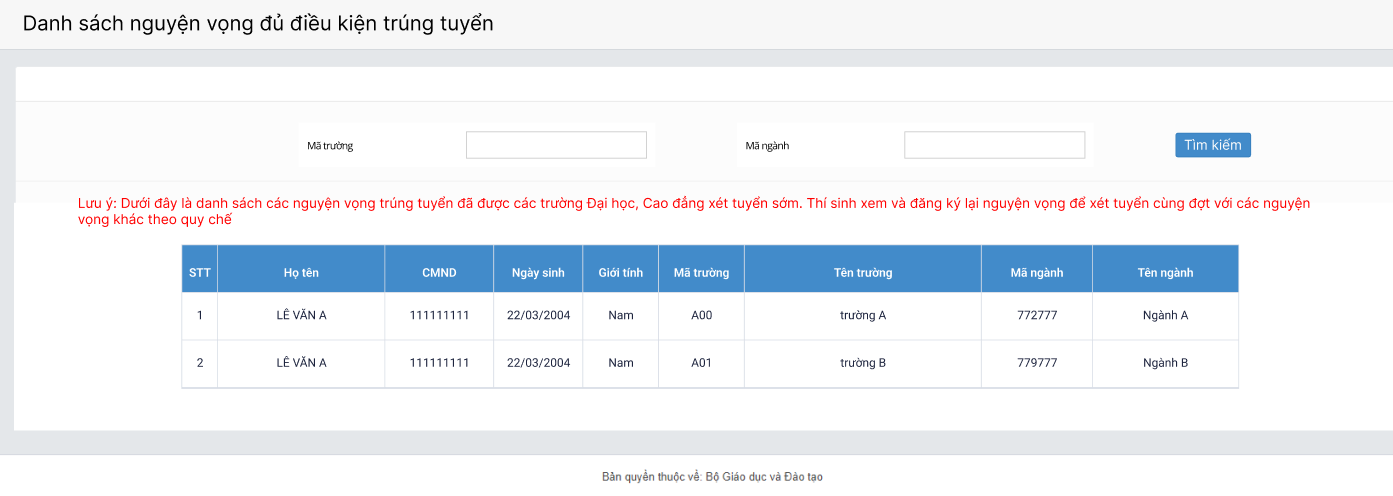 Danh sách nguyện vọng đủ điều kiện trúng tuyển
Mã trường Mã ngành Tìm kiếm
Lưu ý: Dưới đây là danh sách các nguyện vọng trúng tuyển đã được các trường Đại học, Cao đẳng xét tuyển sớm. Thí sinh xem và đăng ký lại nguyện vọng để xét tuyển cùng đợt với các nguyện
vọng khác theo quy chế
STT Họ tên CMND Ngày sinh Giới tính Mã trường Tên trường Mã ngành Tên ngành
1 LÊ VĂN A 111111111 22/03/2004 Nam A00 trường A 772777 Ngành A
2 LÊ VĂN A 111111111 22/03/2004 Nam A01 trường B 779777 Ngành B
Bản quyền thuộc về: Bộ Giáo dục và Đào tạo